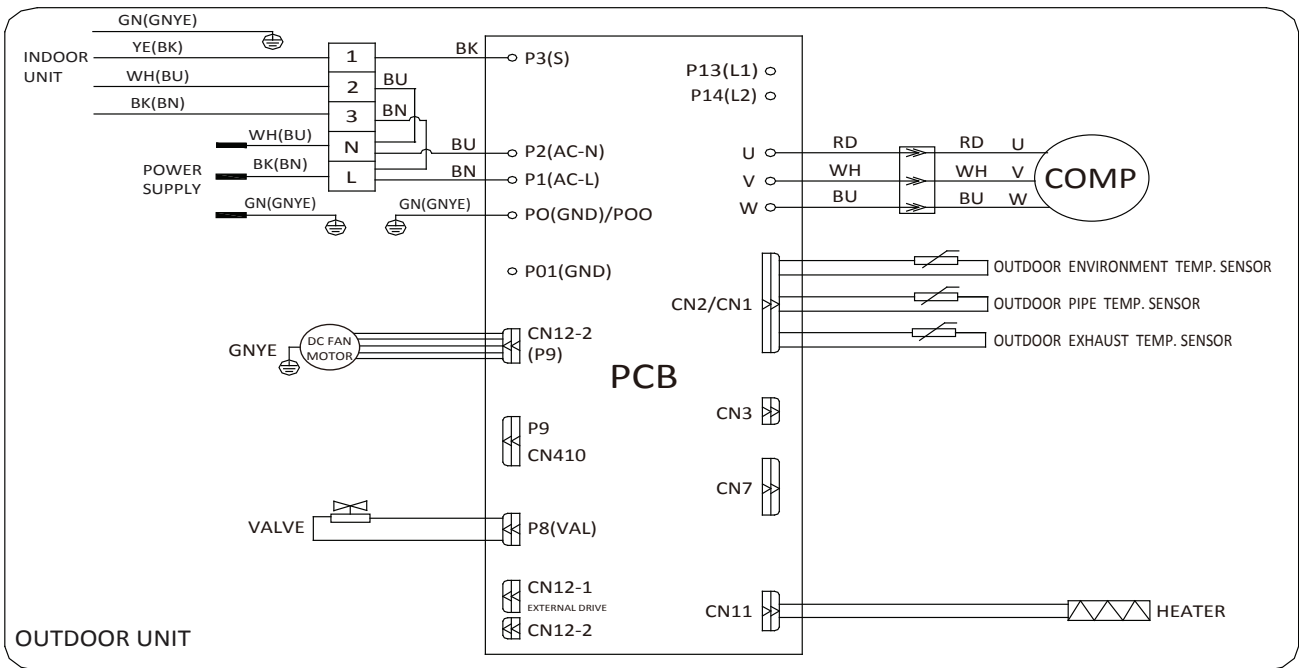 GN(GNYE)
INDOOR
UNIT
YE(BK)
WH(BU)
BK(BN)
1
2
3
N
L
BK
BU
BN
BU
BN
POWER
SUPPLY
WH(BU)
BK(BN)
GN(GNYE)
GN(GNYE)
P3(S)
P2(AC-N)
P1(AC-L)
PO(GND)/POO
P01(GND)
GNYE
DC FAN
MOTOR
CN12-2
(P9)
P9
CN410
VALVE
P8(VAL)
CN12-1
EXTERNAL DRIVE
CN12-2
OUTDOOR UNIT
PCB
P13(L1)
P14(L2)
U RD RD U
V WH WH V
W BU BU W
COMP
CN2/CN1
OUTDOOR ENVIRONMENT TEMP. SENSOR
OUTDOOR PIPE TEMP. SENSOR
OUTDOOR EXHAUST TEMP. SENSOR
CN3
CN7
CN11
HEATER